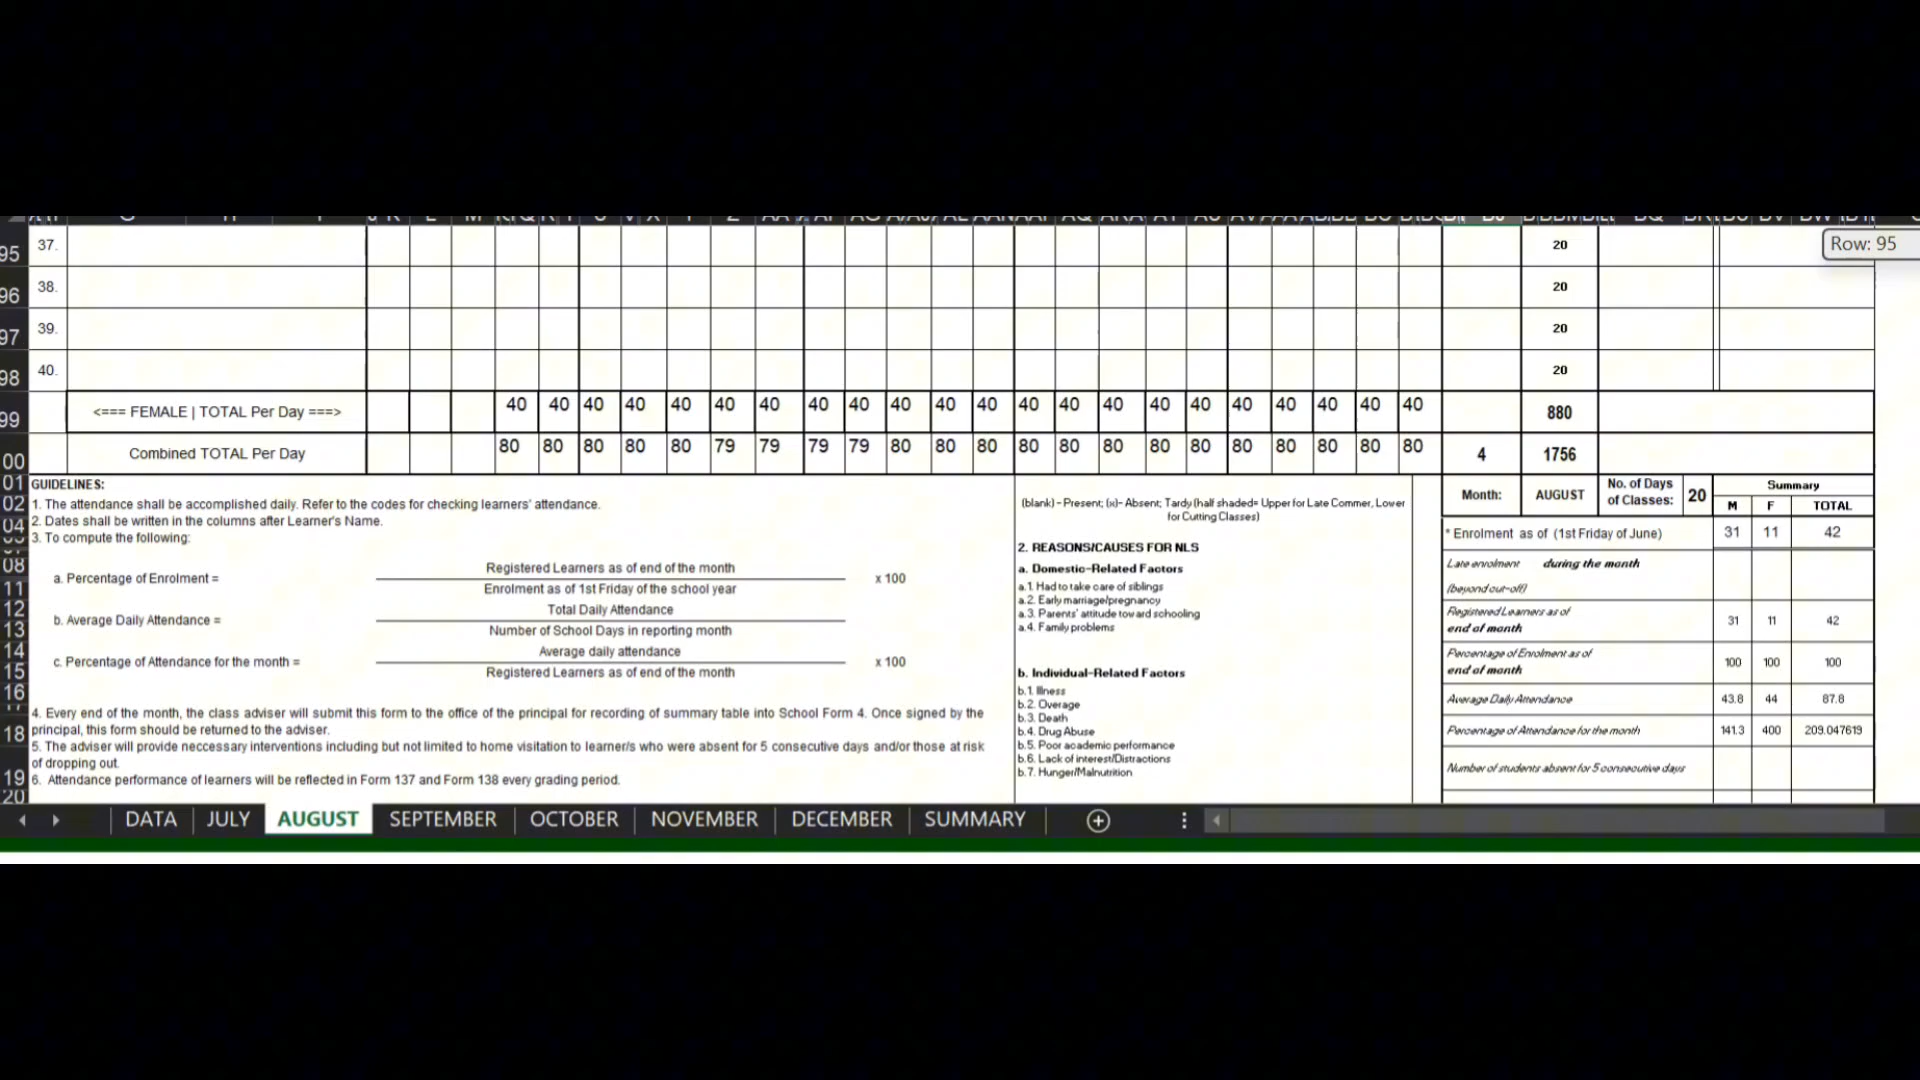 Row: 95
95 37. 20
96 38. 20
97 39. 20
98 40. 20
99 <=== FEMALE | TOTAL Per Day ===> 40 40 40 40 40 40 40 40 40 40 40 40 40 40 40 40 40 40 40 40 40 40 880
00 Combined TOTAL Per Day 80 80 80 80 80 79 79 79 79 80 80 80 80 80 80 80 80 80 80 80 80 80 4 1756
01 GUIDELINES:
02 1. The attendance shall be accomplished daily. Refer to the codes for checking learners' attendance.
04 2. Dates shall be written in the columns after Learner's Name.
3. To compute the following:
08
11
12
13
14
15
16
18
19
20
a. Percentage of Enrolment = Registered Learners as of end of the month x 100
Enrolment as of 1st Friday of the school year
b. Average Daily Attendance = Total Daily Attendance
Number of School Days in reporting month
c. Percentage of Attendance for the month = Average daily attendance x 100
Registered Learners as of end of the month
4. Every end of the month, the class adviser will submit this form to the office of the principal for recording of summary table into School Form 4. Once signed by the
principal, this form should be returned to the adviser.
5. The adviser will provide neccessary interventions including but not limited to home visitation to learner/s who were absent for 5 consecutive days and/or those at risk
of dropping out.
6. Attendance performance of learners will be reflected in Form 137 and Form 138 every grading period.
(blank) - Present; (x)- Absent; Tardy (half shaded= Upper for Late Commer, Lower
for Cutting Classes)
2. REASONS/CAUSES FOR NLS
a. Domestic-Related Factors
a.1. Had to take care of siblings
a.2. Early marriage/pregnancy
a.3. Parents' attitude toward schooling
a.4. Family problems
b. Individual-Related Factors
b.1. Illness
b.2. Overage
b.3. Death
b.4. Drug Abuse
b.5. Poor academic performance
b.6. Lack of interest/Distractions
b.7. Hunger/Malnutrition
Month: AUGUST No. of Days
of Classes: 20 Summary
M F TOTAL
* Enrolment as of (1st Friday of June) 31 11 42
Late enrolment during the month
(beyond cut-off)
Registered Learners as of
end of month 31 11 42
Percentage of Enrolment as of
end of month 100 100 100
Average Daily Attendance 43.8 44 87.8
Percentage of Attendance for the month 141.3 400 209.047619
Number of students absent for 5 consecutive days
DATA JULY AUGUST SEPTEMBER OCTOBER NOVEMBER DECEMBER SUMMARY